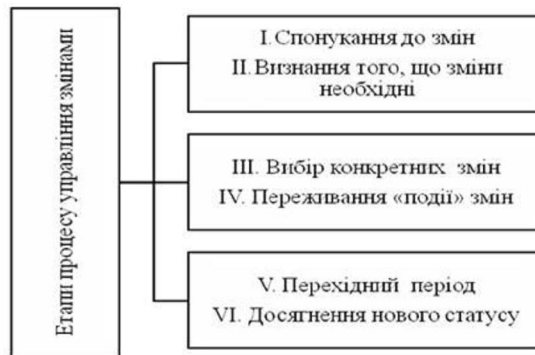 Етапи процесу управління змінами
I. Спонукання до змін
II. Визнання того, що зміни
необхідні
III. Вибір конкретних змін
IV. Переживання «події» змін
V. Перехідний період
VI. Досягнення нового статусу